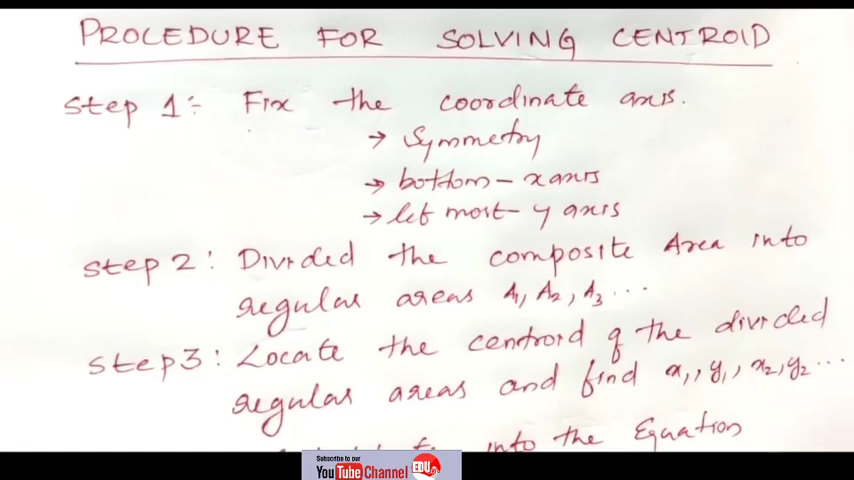 PROCEDURE FOR SOLVING CENTROID
Step 1:- Fix the coordinate axis.
→ Symmetry
→ bottom - x axis
→ let most - y axis
Step 2: Divided the composite Area into
regular areas A1, A2, A3 ...
Step 3: Locate the centroid of the divided
regular areas and find x1, y1, x2, y2 ...
into the Equation
Subscribe to our
YouTube Channel
EDU